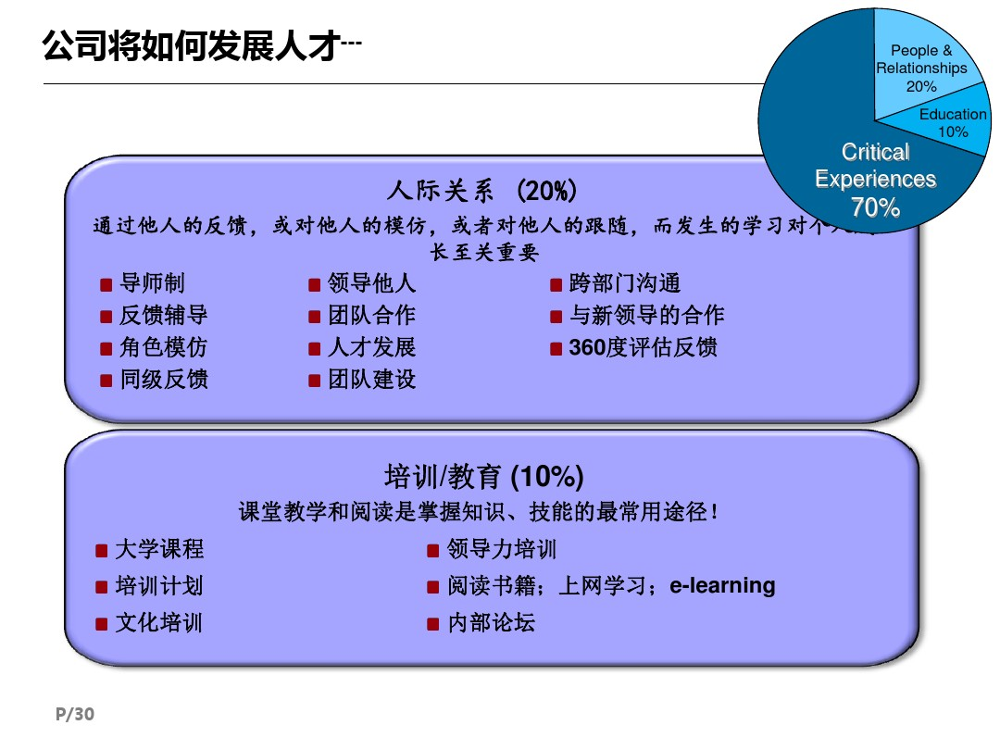 公司将如何发展人才---
People &
Relationships
20%
Education
10%
Critical
Experiences
70%
人际关系 (20%)
通过他人的反馈，或对他人的模仿，或者对他人的跟随，而发生的学习对个
长至关重要
导师制
领导他人
跨部门沟通
反馈辅导
团队合作
与新领导的合作
角色模仿
人才发展
360度评估反馈
同级反馈
团队建设
培训/教育 (10%)
课堂教学和阅读是掌握知识、技能的最常用途径！
大学课程
领导力培训
培训计划
阅读书籍；上网学习；e-learning
文化培训
内部论坛
P/30